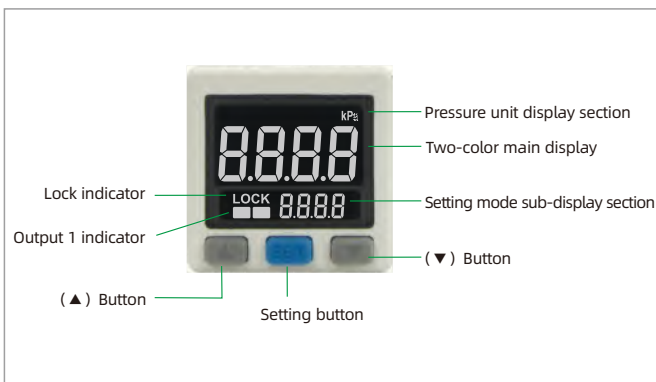 kPa
Pressure unit display section
8.8.8.8
Two-color main display
Lock indicator
LOCK
8.8.8.8
Setting mode sub-display section
Output 1 indicator
(▲) Button
Setting button
(▼) Button